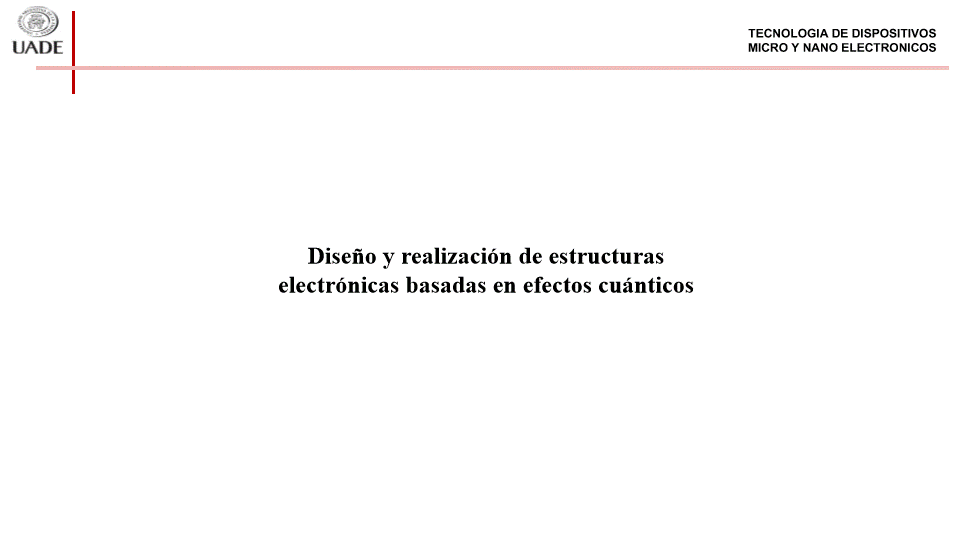 UADE
TECNOLOGIA DE DISPOSITIVOS
MICRO Y NANO ELECTRONICOS
Diseño y realización de estructuras
electrónicas basadas en efectos cuánticos